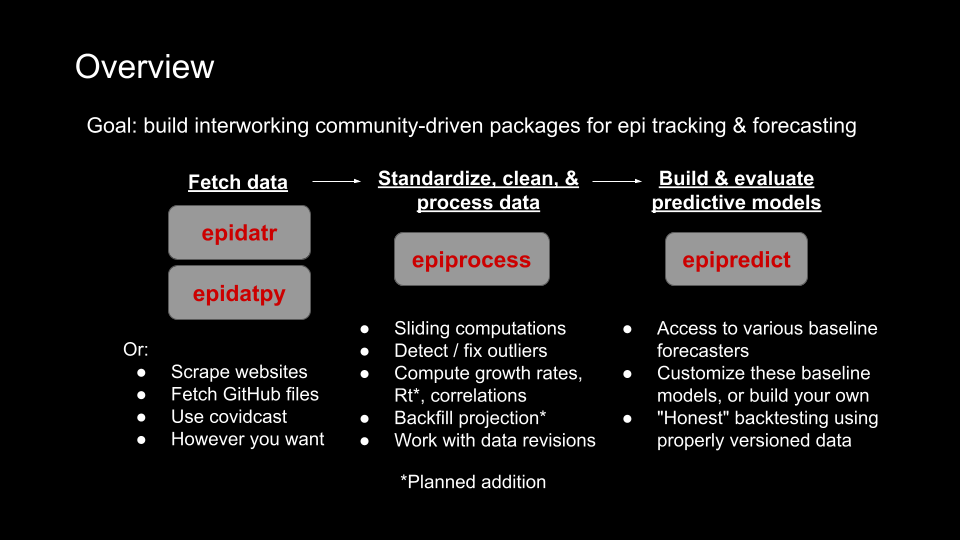 Overview
Goal: build interworking community-driven packages for epi tracking & forecasting
Fetch data
epidatr
epidatpy
Or:
● Scrape websites
● Fetch GitHub files
● Use covidcast
● However you want
Standardize, clean, &
process data
epiprocess
● Sliding computations
● Detect / fix outliers
● Compute growth rates,
Rt*, correlations
● Backfill projection*
● Work with data revisions
*Planned addition
Build & evaluate
predictive models
epipredict
● Access to various baseline
forecasters
● Customize these baseline
models, or build your own
● "Honest" backtesting using
properly versioned data